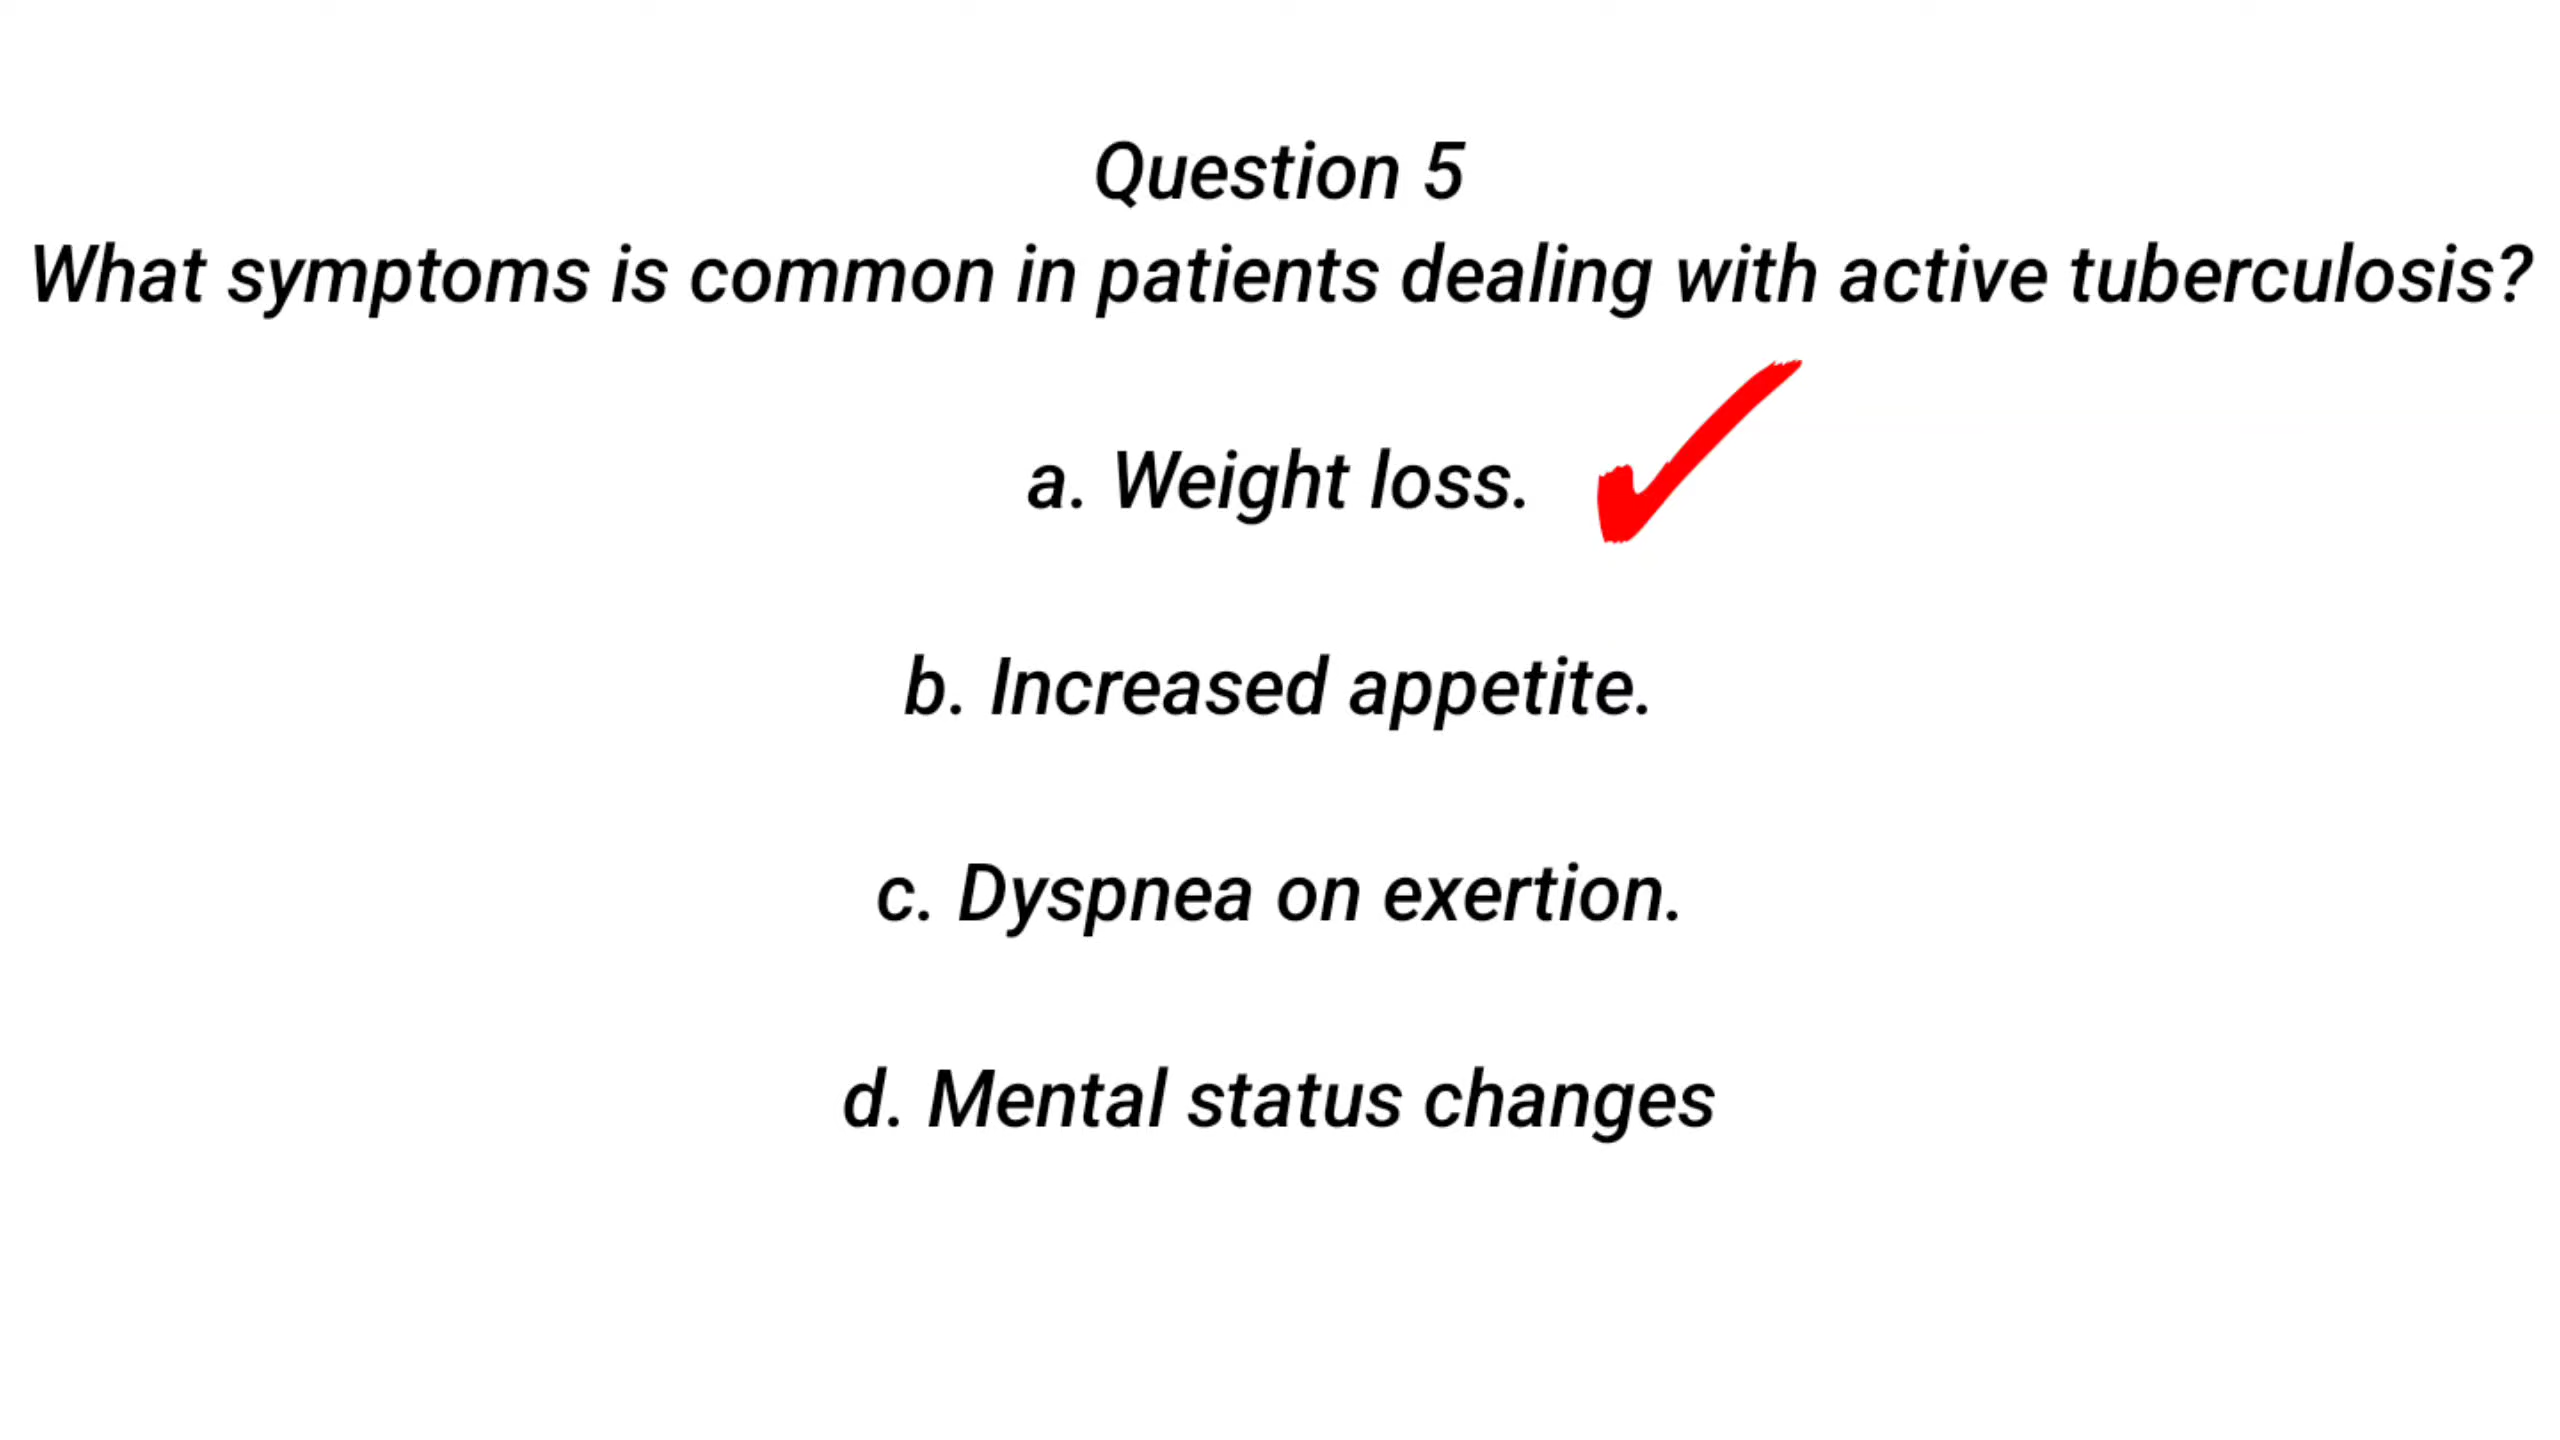 Question 5
What symptoms is common in patients dealing with active tuberculosis?
a. Weight loss.
b. Increased appetite.
c. Dyspnea on exertion.
d. Mental status changes